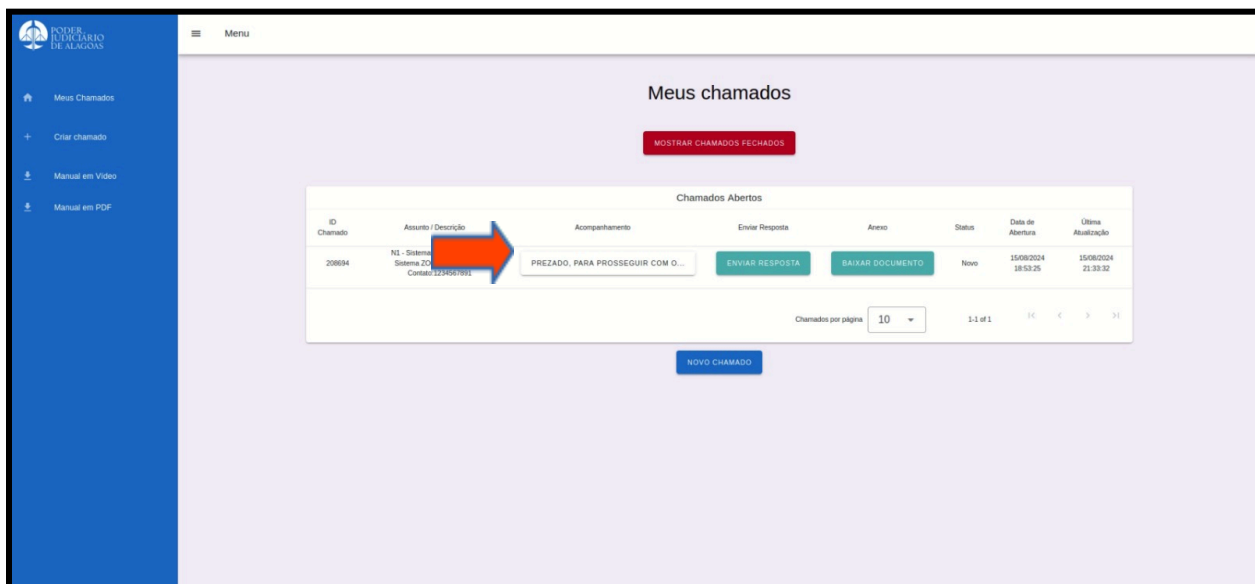 PODER
JUDICIÁRIO
DE ALAGOAS
Menu
Meus Chamados
Criar chamado
Manual em Vídeo
Manual em PDF
Meus chamados
MOSTRAR CHAMADOS FECHADOS
Chamados Abertos
ID Chamado
Assunto / Descrição
Acompanhamento
Enviar Resposta
Anexo
Status
Data de Abertura
Última Atualização
208694
N1 - Sistema
Sistema
Contato:1234567891
PREZADO, PARA PROSSEGUIR COM O...
ENVIAR RESPOSTA
BAIXAR DOCUMENTO
Novo
15/08/2024
18:53:25
15/08/2024
21:33:32
Chamados por página
10
1-1 of 1
NOVO CHAMADO